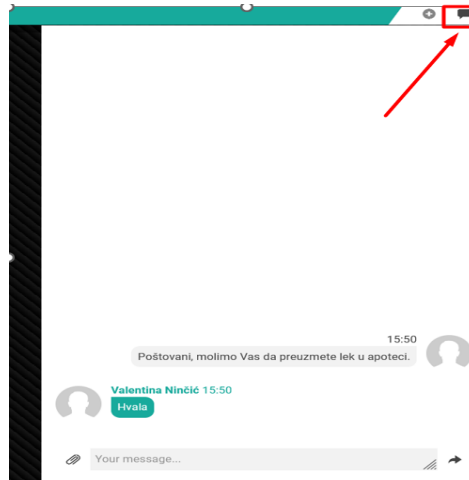 15:50
Poštovani, molimo Vas da preuzmete lek u apoteci.
Valentina Ninčić 15:50
Hvala
Your message...